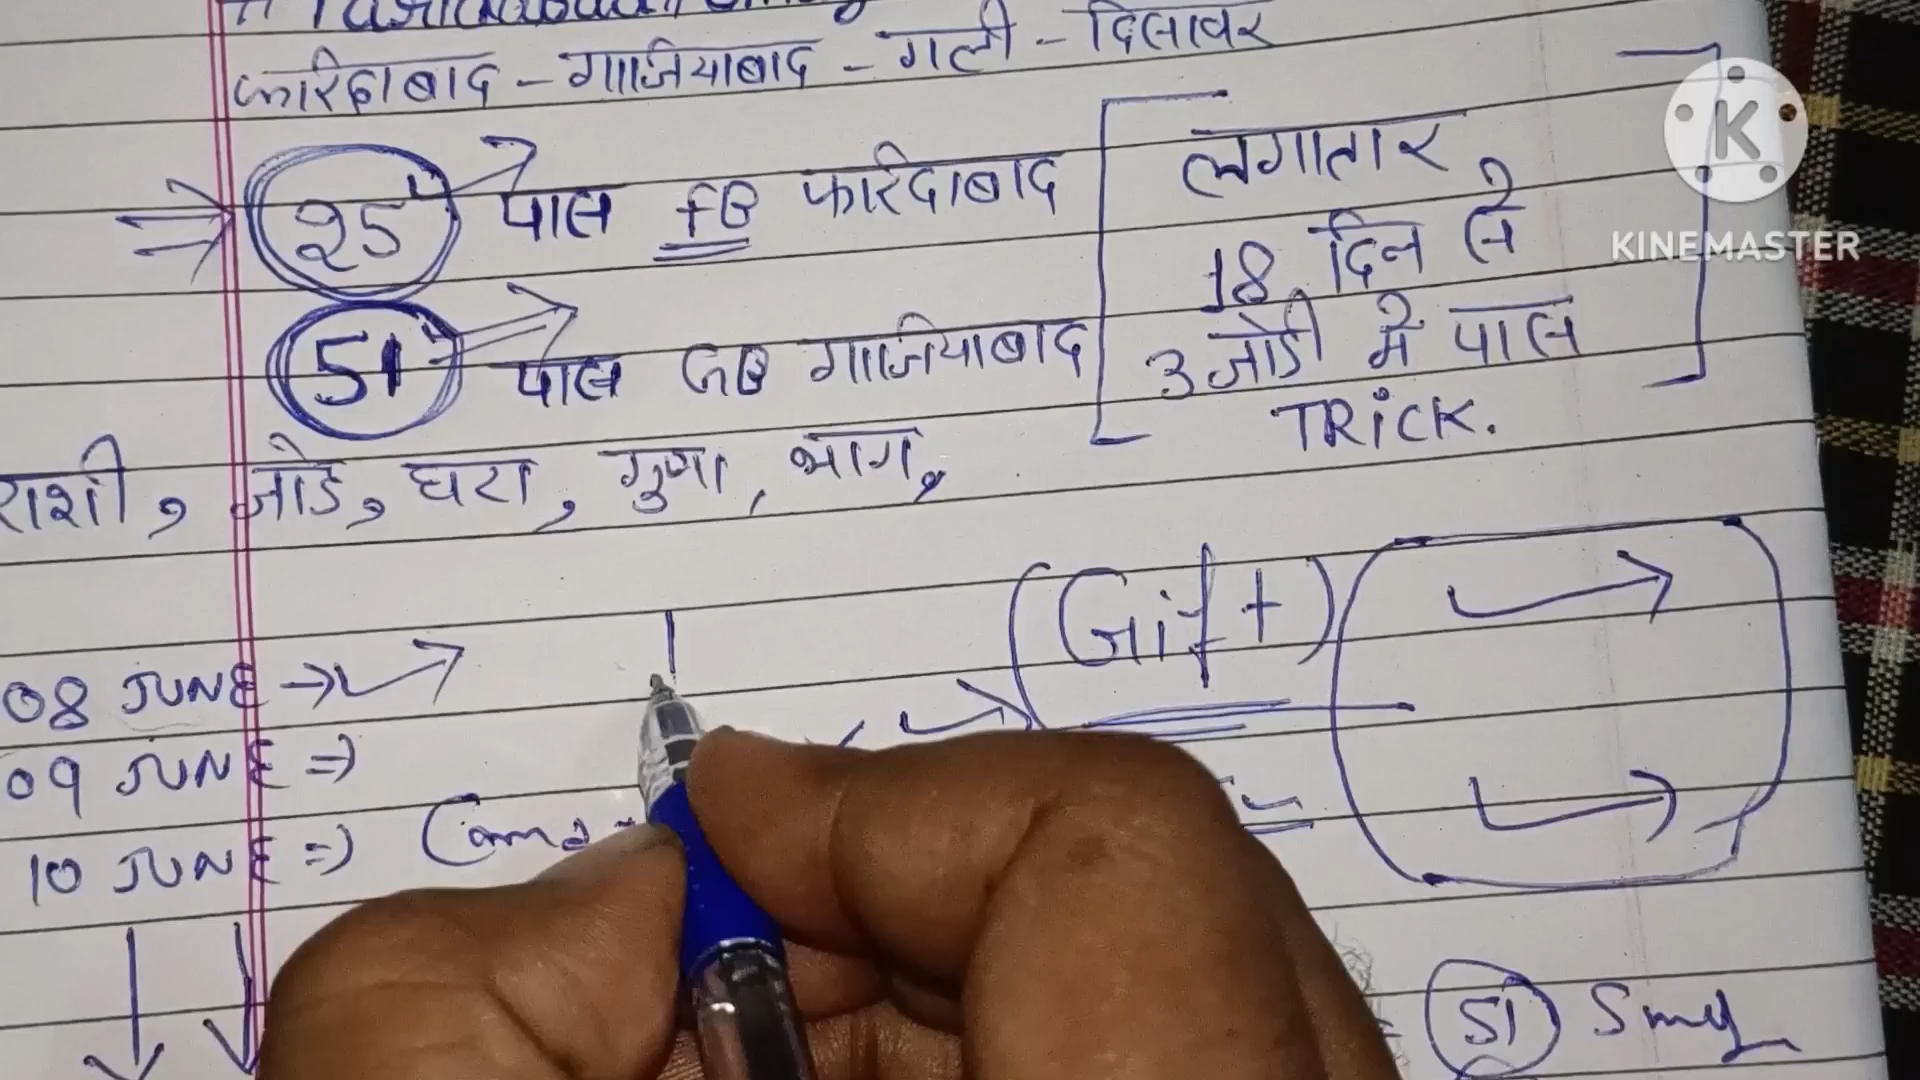 फरिदाबाद - गाजियाबाद - गली - दिसावर
25 पास FB फरिदाबाद
51 पास GB गाजियाबाद
लगातार
18 दिन से
3 जोडी मे पास
TRICK.
राशी, जोड, घटा, गुणा, भाग,
(Gift)
08 JUNE →
09 JUNE ⇒
10 JUNE ⇒
51
K
KINEMASTER